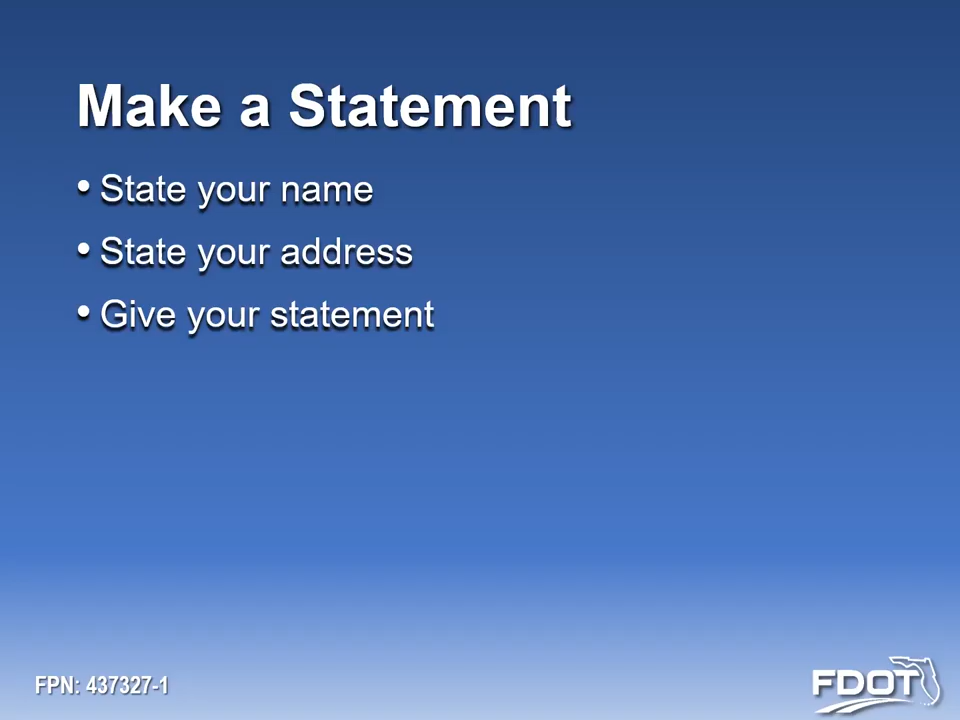 Make a Statement
• State your name
• State your address
• Give your statement
FPN: 437327-1
FDOT